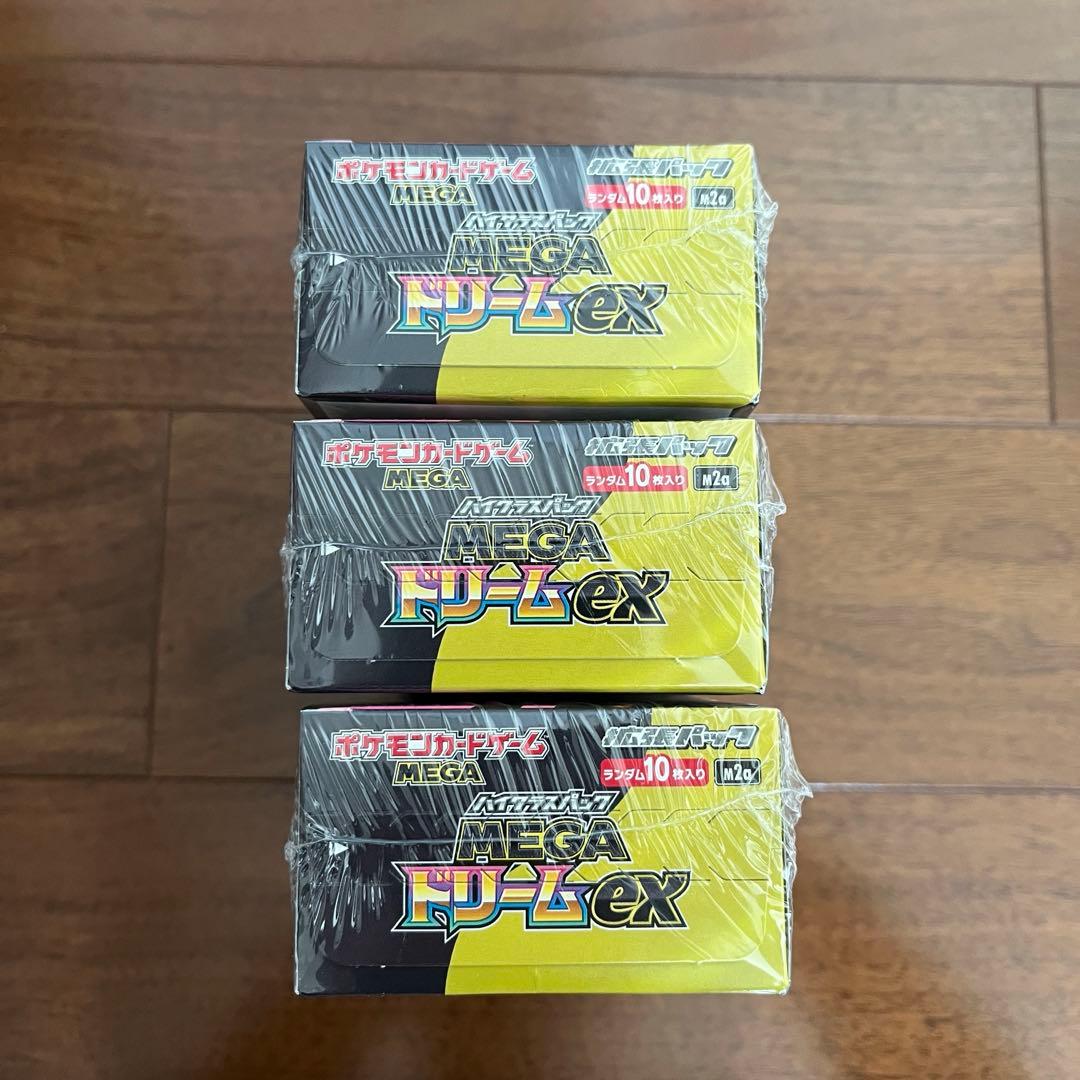 ポケモンカードゲーム
MEGA
拡張パック
ランダム10枚入り M2a
ハイクラスパック
MEGA
ドリームex
ポケモンカードゲーム
MEGA
拡張パック
ランダム10枚入り M2a
ハイクラスパック
MEGA
ドリームex
ポケモンカードゲーム
MEGA
拡張パック
ランダム10枚入り M2a
ハイクラスパック
MEGA
ドリームex